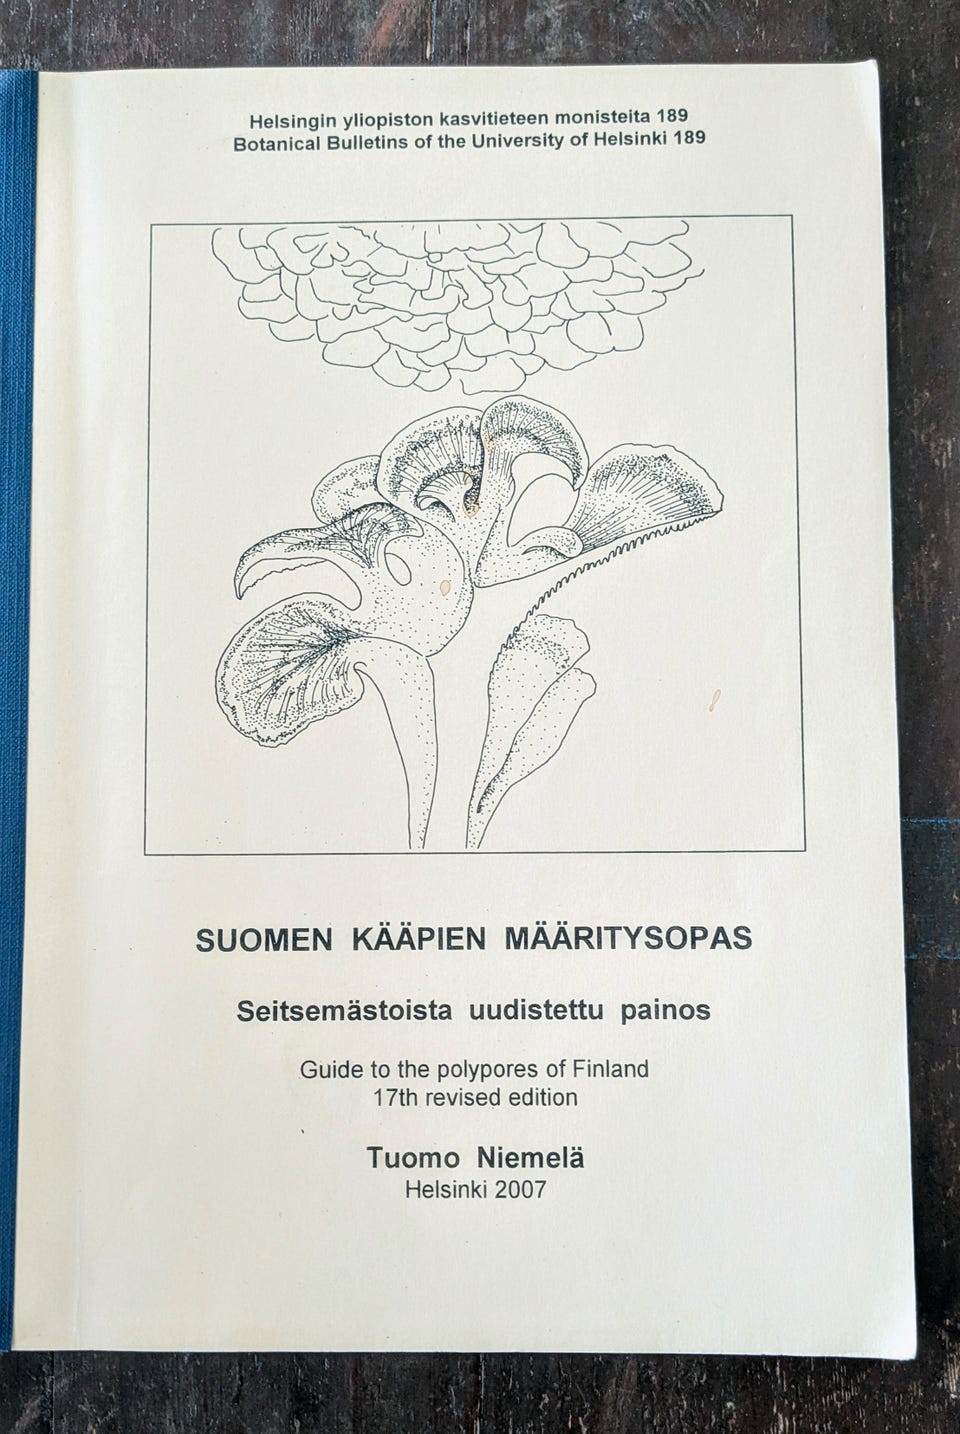 Helsingin yliopiston kasvitieteen monisteita 189
Botanical Bulletins of the University of Helsinki 189
SUOMEN KÄÄPIEN MÄÄRITYSOPAS
Seitsemästoista uudistettu painos
Guide to the polypores of Finland
17th revised edition
Tuomo Niemelä
Helsinki 2007